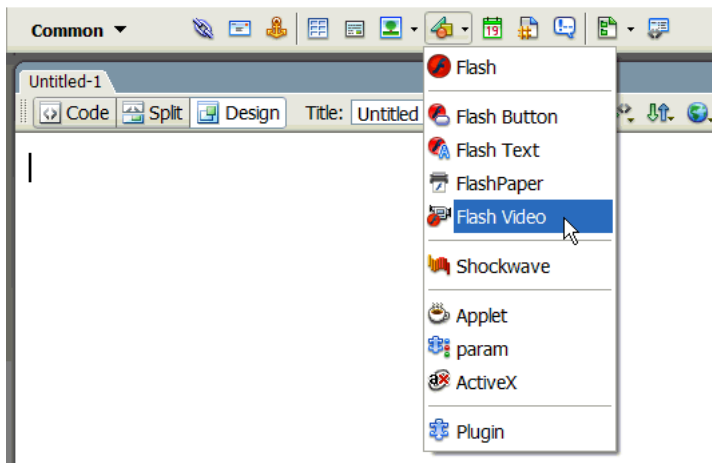 Common
19
Untitled-1
Code Split Design Title: Untitled
Flash
Flash Button
Flash Text
FlashPaper
Flash Video
Shockwave
Applet
param
ActiveX
Plugin